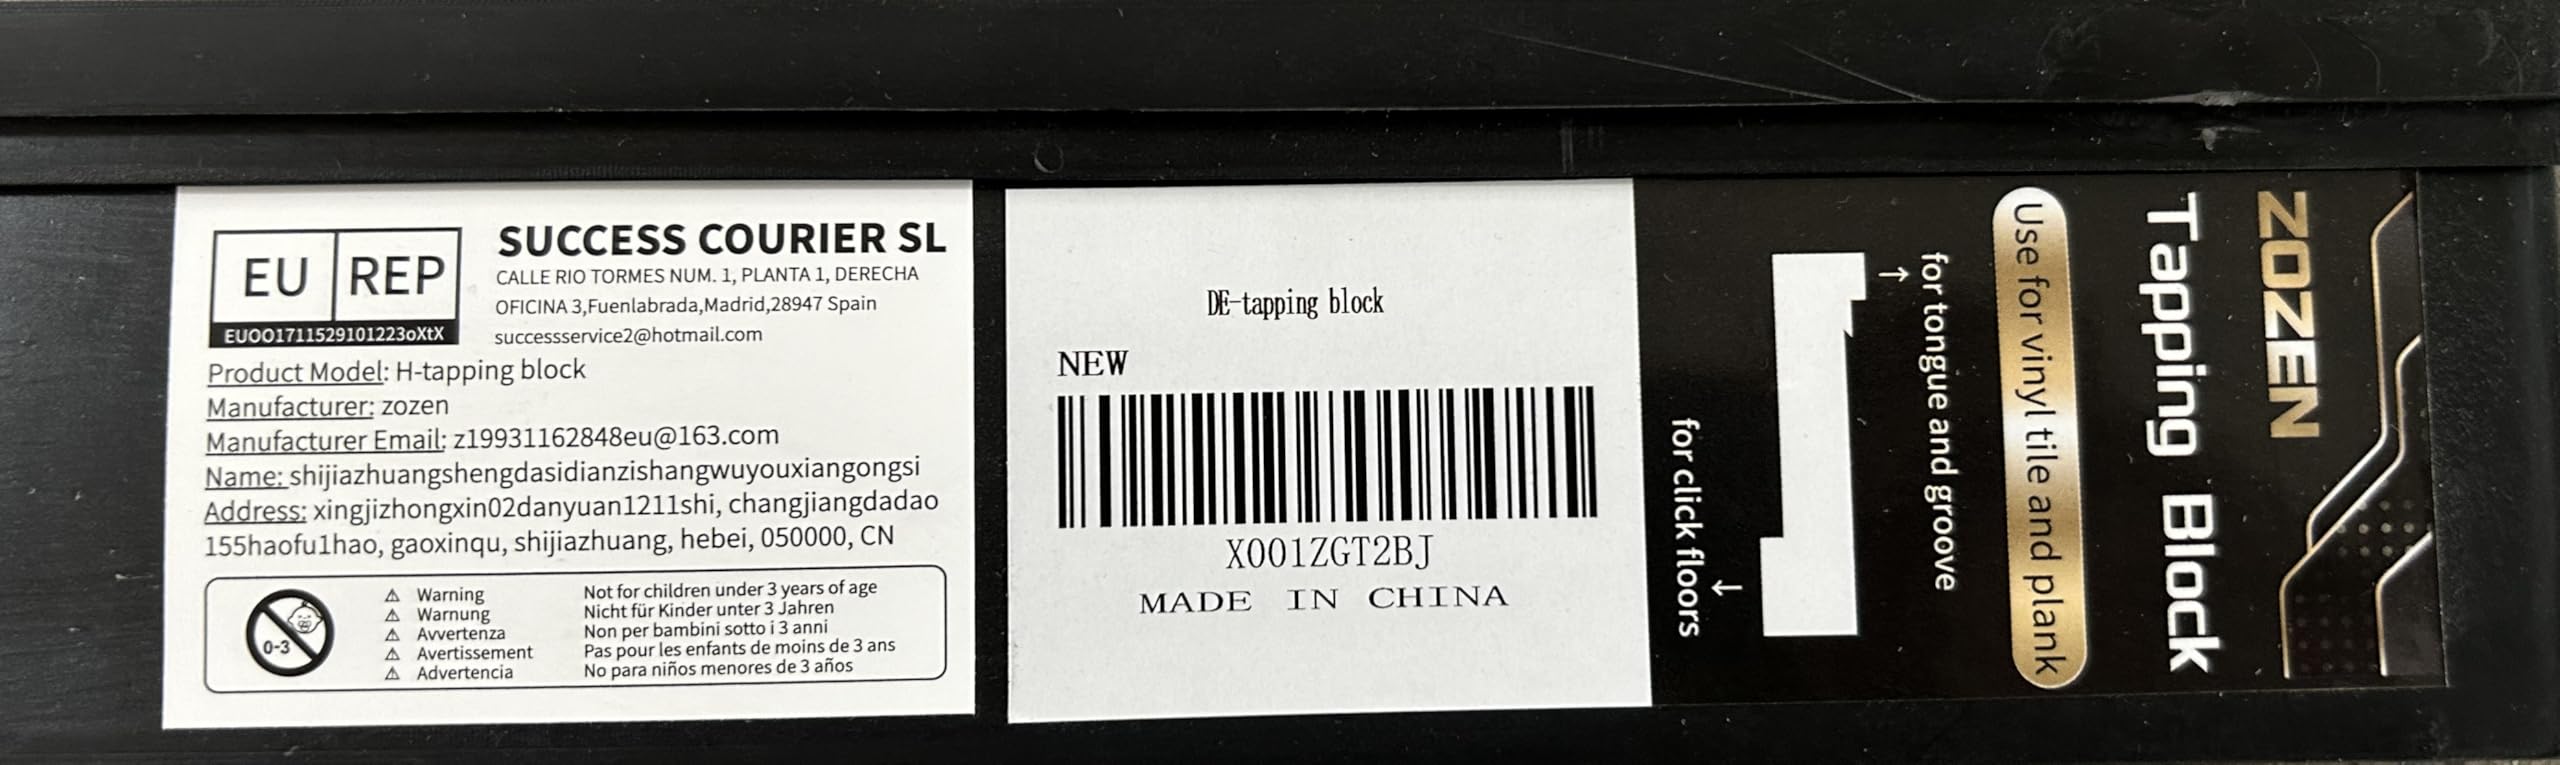 EU REP
EU001711529101223oXtX
SUCCESS COURIER SL
CALLE RIO TORMES NUM. 1, PLANTA 1, DERECHA
OFICINA 3,Fuenlabrada,Madrid,28947 Spain
successservice2@hotmail.com
Product Model: H-tapping block
Manufacturer: zozen
Manufacturer Email: z19931162848eu@163.com
Name: shijiazhuangshengdasidianzishangwuyouxiangongsi
Address: xingjizhongxin02danyuan1211shi, changjiangdadao
155haofu1hao, gaoxinqu, shijiazhuang, hebei, 050000, CN
0-3
⚠ Warning Not for children under 3 years of age
⚠ Warnung Nicht für Kinder unter 3 Jahren
⚠ Avvertenza Non per bambini sotto i 3 anni
⚠ Avertissement Pas pour les enfants de moins de 3 ans
⚠ Advertencia No para niños menores de 3 años
DE-tapping block
NEW
X001ZGT2BJ
MADE IN CHINA
ZOZEN
Tapping Block
Use for vinyl tile and plank
← for tongue and groove
for click floors →